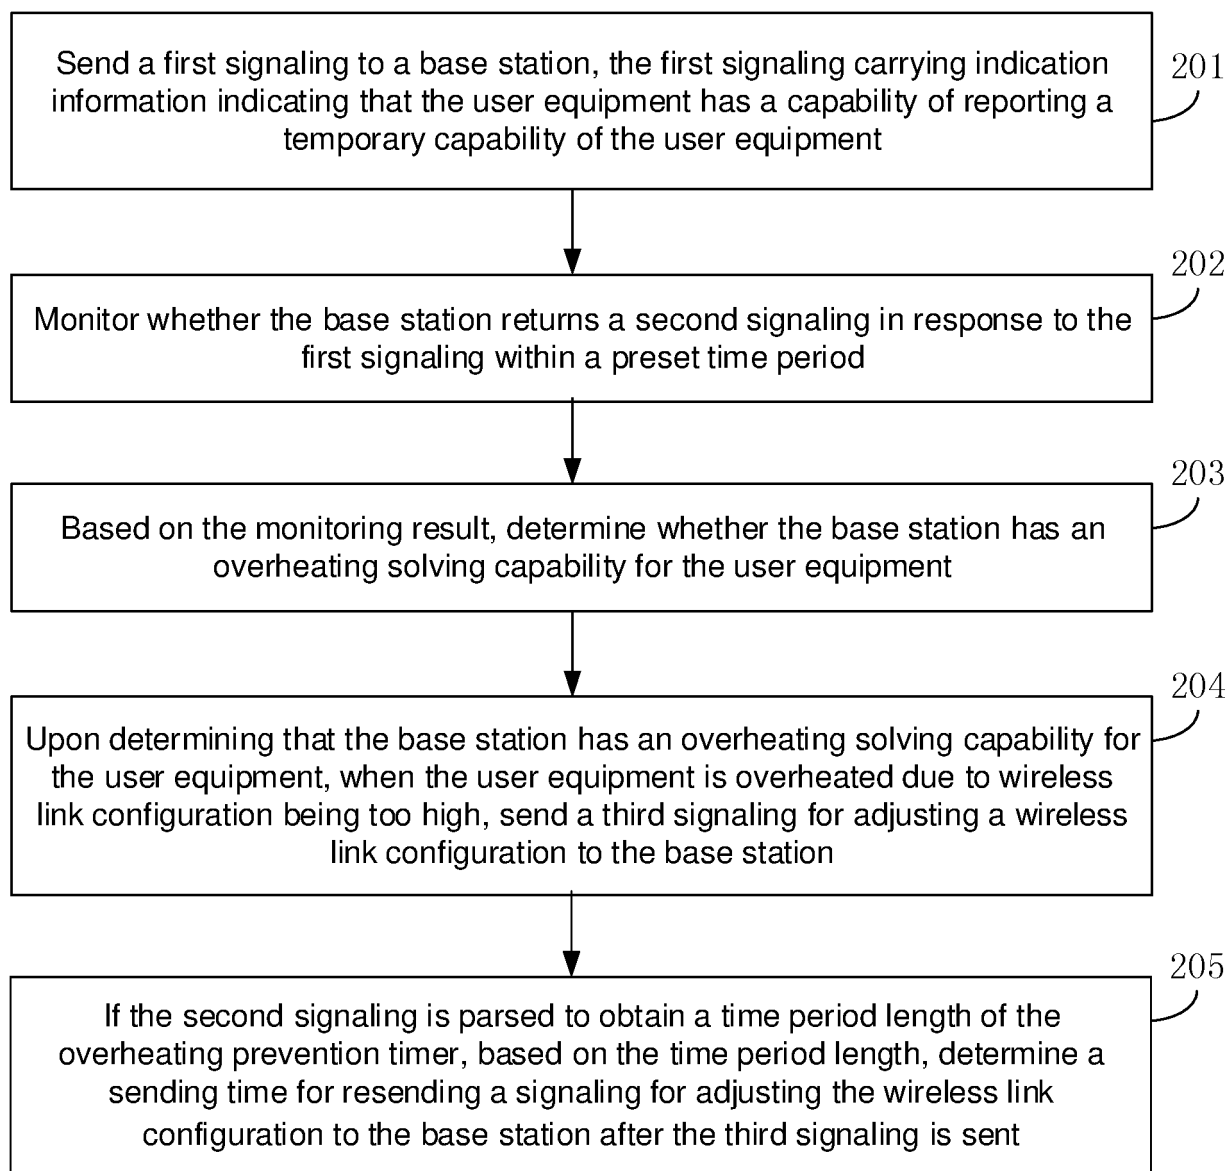 Send a first signaling to a base station, the first signaling carrying indication
information indicating that the user equipment has a capability of reporting a
temporary capability of the user equipment
201
Monitor whether the base station returns a second signaling in response to the
first signaling within a preset time period
202
Based on the monitoring result, determine whether the base station has an
overheating solving capability for the user equipment
203
Upon determining that the base station has an overheating solving capability for
the user equipment, when the user equipment is overheated due to wireless
link configuration being too high, send a third signaling for adjusting a wireless
link configuration to the base station
204
If the second signaling is parsed to obtain a time period length of the
overheating prevention timer, based on the time period length, determine a
sending time for resending a signaling for adjusting the wireless link
configuration to the base station after the third signaling is sent
205